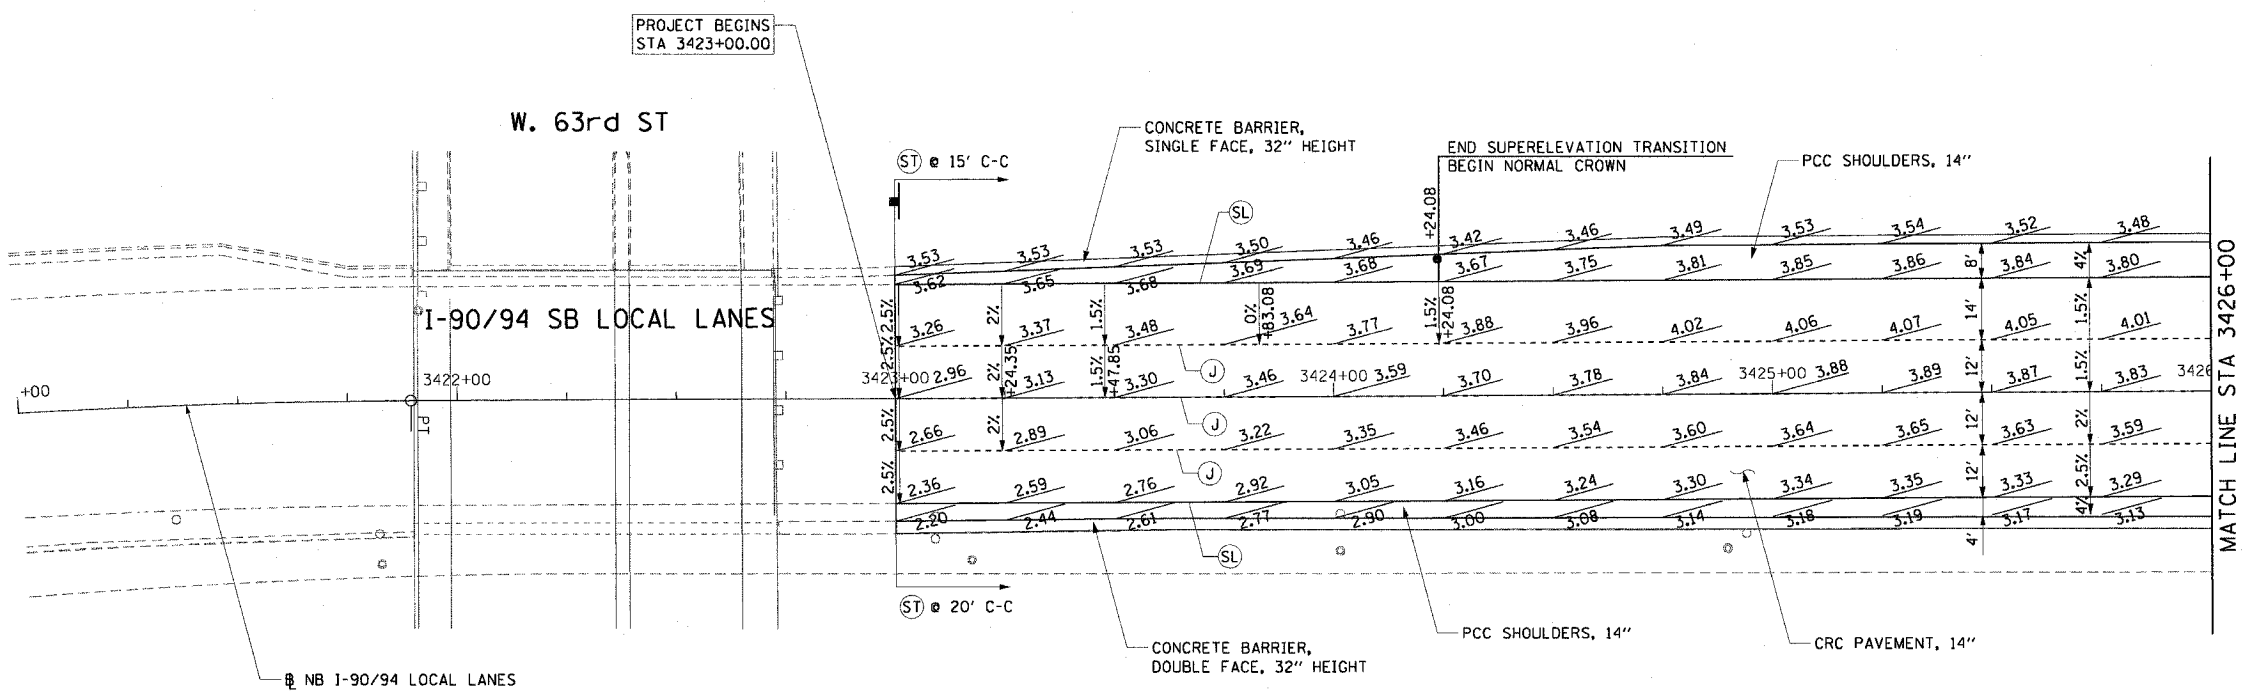 PROJECT BEGINS
STA 3423+00.00
W. 63rd ST
CONCRETE BARRIER,
SINGLE FACE, 32" HEIGHT
ST @ 15' C-C
END SUPERELEVATION TRANSITION
BEGIN NORMAL CROWN
PCC SHOULDERS, 14"
+24.08
SL
3.53 3.53 3.53 3.50 3.46 3.42 3.46 3.49 3.53 3.54 3.52 3.48
8' 4%
3.62 3.65 3.68 3.69 3.68 3.67 3.75 3.81 3.85 3.86 3.84 3.80
I-90/94 SB LOCAL LANES
2.5% 2% 1.5% 0% +83.08 1.5% +24.08 14' 1.5%
3.26 3.37 3.48 3.64 3.77 3.88 3.96 4.02 4.06 4.07 4.05 4.01
2.5% 2% +24.35 1.5% +47.85 J 12' 1.5%
+00 3422+00 3423+00 3424+00 3425+00 3426
2.96 3.13 3.30 3.46 3.59 3.70 3.78 3.84 3.88 3.89 3.87 3.83
PT
2.5% 2% J 12' 2%
2.66 2.89 3.06 3.22 3.35 3.46 3.54 3.60 3.64 3.65 3.63 3.59
2.5% J 12' 2.5%
2.36 2.59 2.76 2.92 3.05 3.16 3.24 3.30 3.34 3.35 3.33 3.29
4%
2.20 2.44 2.61 2.77 2.90 3.00 3.08 3.14 3.18 3.19 3.17 3.13
4'
SL
MATCH LINE STA 3426+00
ST @ 20' C-C
CONCRETE BARRIER,
DOUBLE FACE, 32" HEIGHT
PCC SHOULDERS, 14"
CRC PAVEMENT, 14"
℄ NB I-90/94 LOCAL LANES